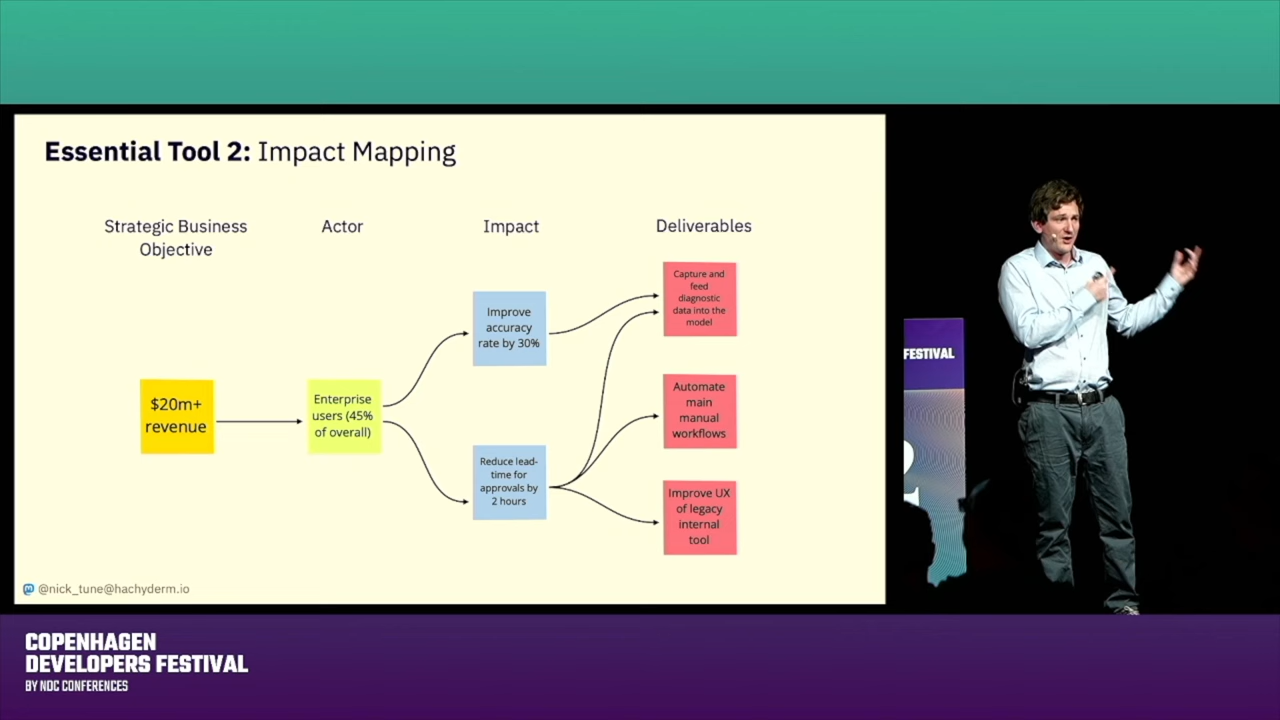 Essential Tool 2: Impact Mapping
Strategic Business
Objective
Actor
Impact
Deliverables
$20m+
revenue
Enterprise
users (45%
of overall)
Improve
accuracy
rate by 30%
Reduce lead-
time for
approvals by
2 hours
Capture and
feed
diagnostic
data into the
model
Automate
main
manual
workflows
Improve UX
of legacy
internal
tool
@nick_tune@hachyderm.io
FESTIVAL
COPENHAGEN
DEVELOPERS FESTIVAL
BY NDC CONFERENCES